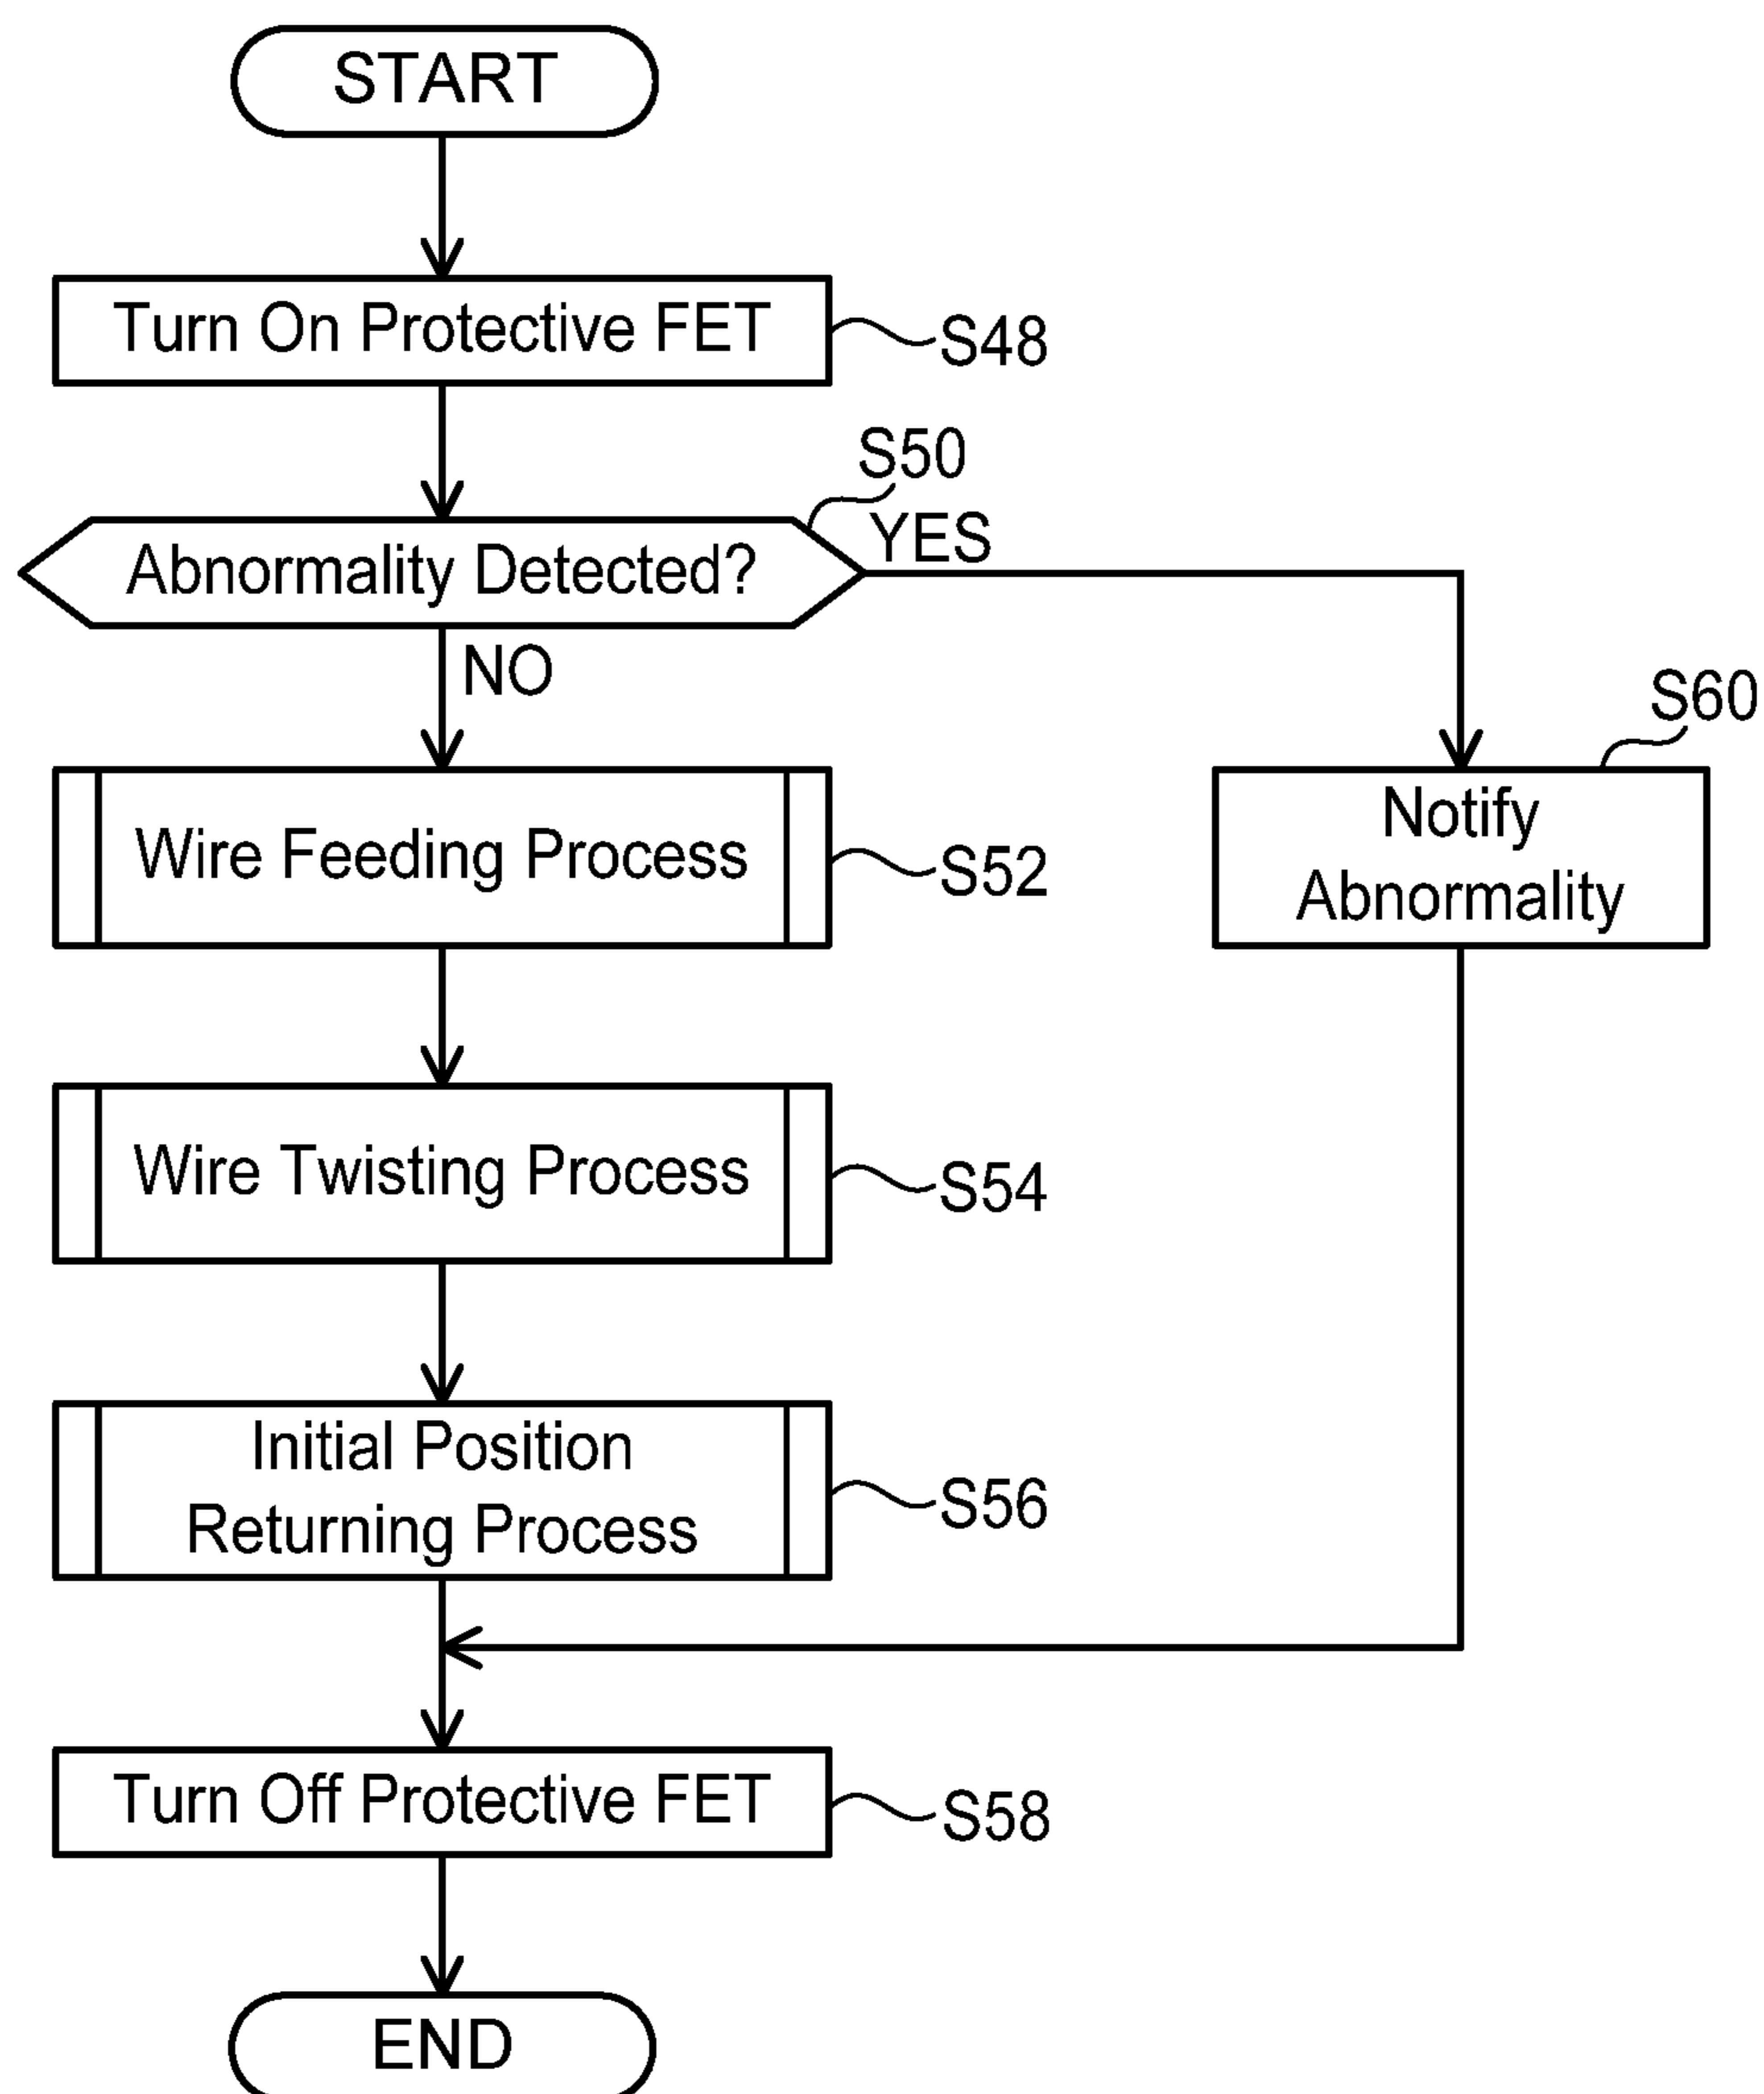 START
Turn On Protective FET
S48
S50
Abnormality Detected?
YES
NO
S60
Notify
Abnormality
Wire Feeding Process
S52
Wire Twisting Process
S54
Initial Position
Returning Process
S56
Turn Off Protective FET
S58
END